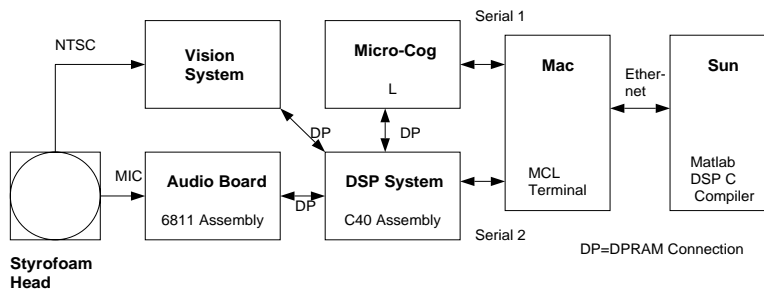 NTSC
Vision
System
Micro-Cog
L
Serial 1
Mac
Ether-
net
Sun
DP
DP
MIC
Audio Board
6811 Assembly
DP
DSP System
C40 Assembly
MCL
Terminal
Matlab
DSP C
Compiler
Serial 2
DP=DPRAM Connection
Styrofoam
Head